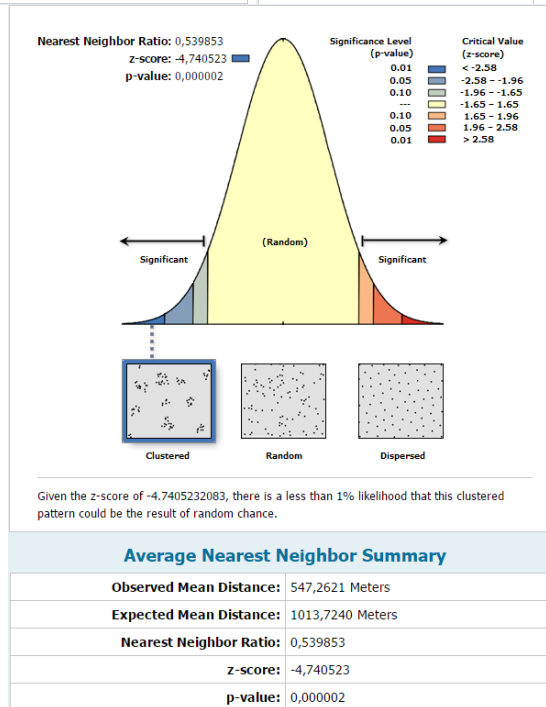 Nearest Neighbor Ratio: 0,539853
z-score: -4,740523
p-value: 0,000002
Significance Level
(p-value)
Critical Value
(z-score)
0.01 < -2.58
0.05 -2.58 - -1.96
0.10 -1.96 - -1.65
--- -1.65 - 1.65
0.10 1.65 - 1.96
0.05 1.96 - 2.58
0.01 > 2.58
(Random)
Significant Significant
Clustered Random Dispersed
Given the z-score of -4.7405232083, there is a less than 1% likelihood that this clustered
pattern could be the result of random chance.
Average Nearest Neighbor Summary
Observed Mean Distance: 547,2621 Meters
Expected Mean Distance: 1013,7240 Meters
Nearest Neighbor Ratio: 0,539853
z-score: -4,740523
p-value: 0,000002